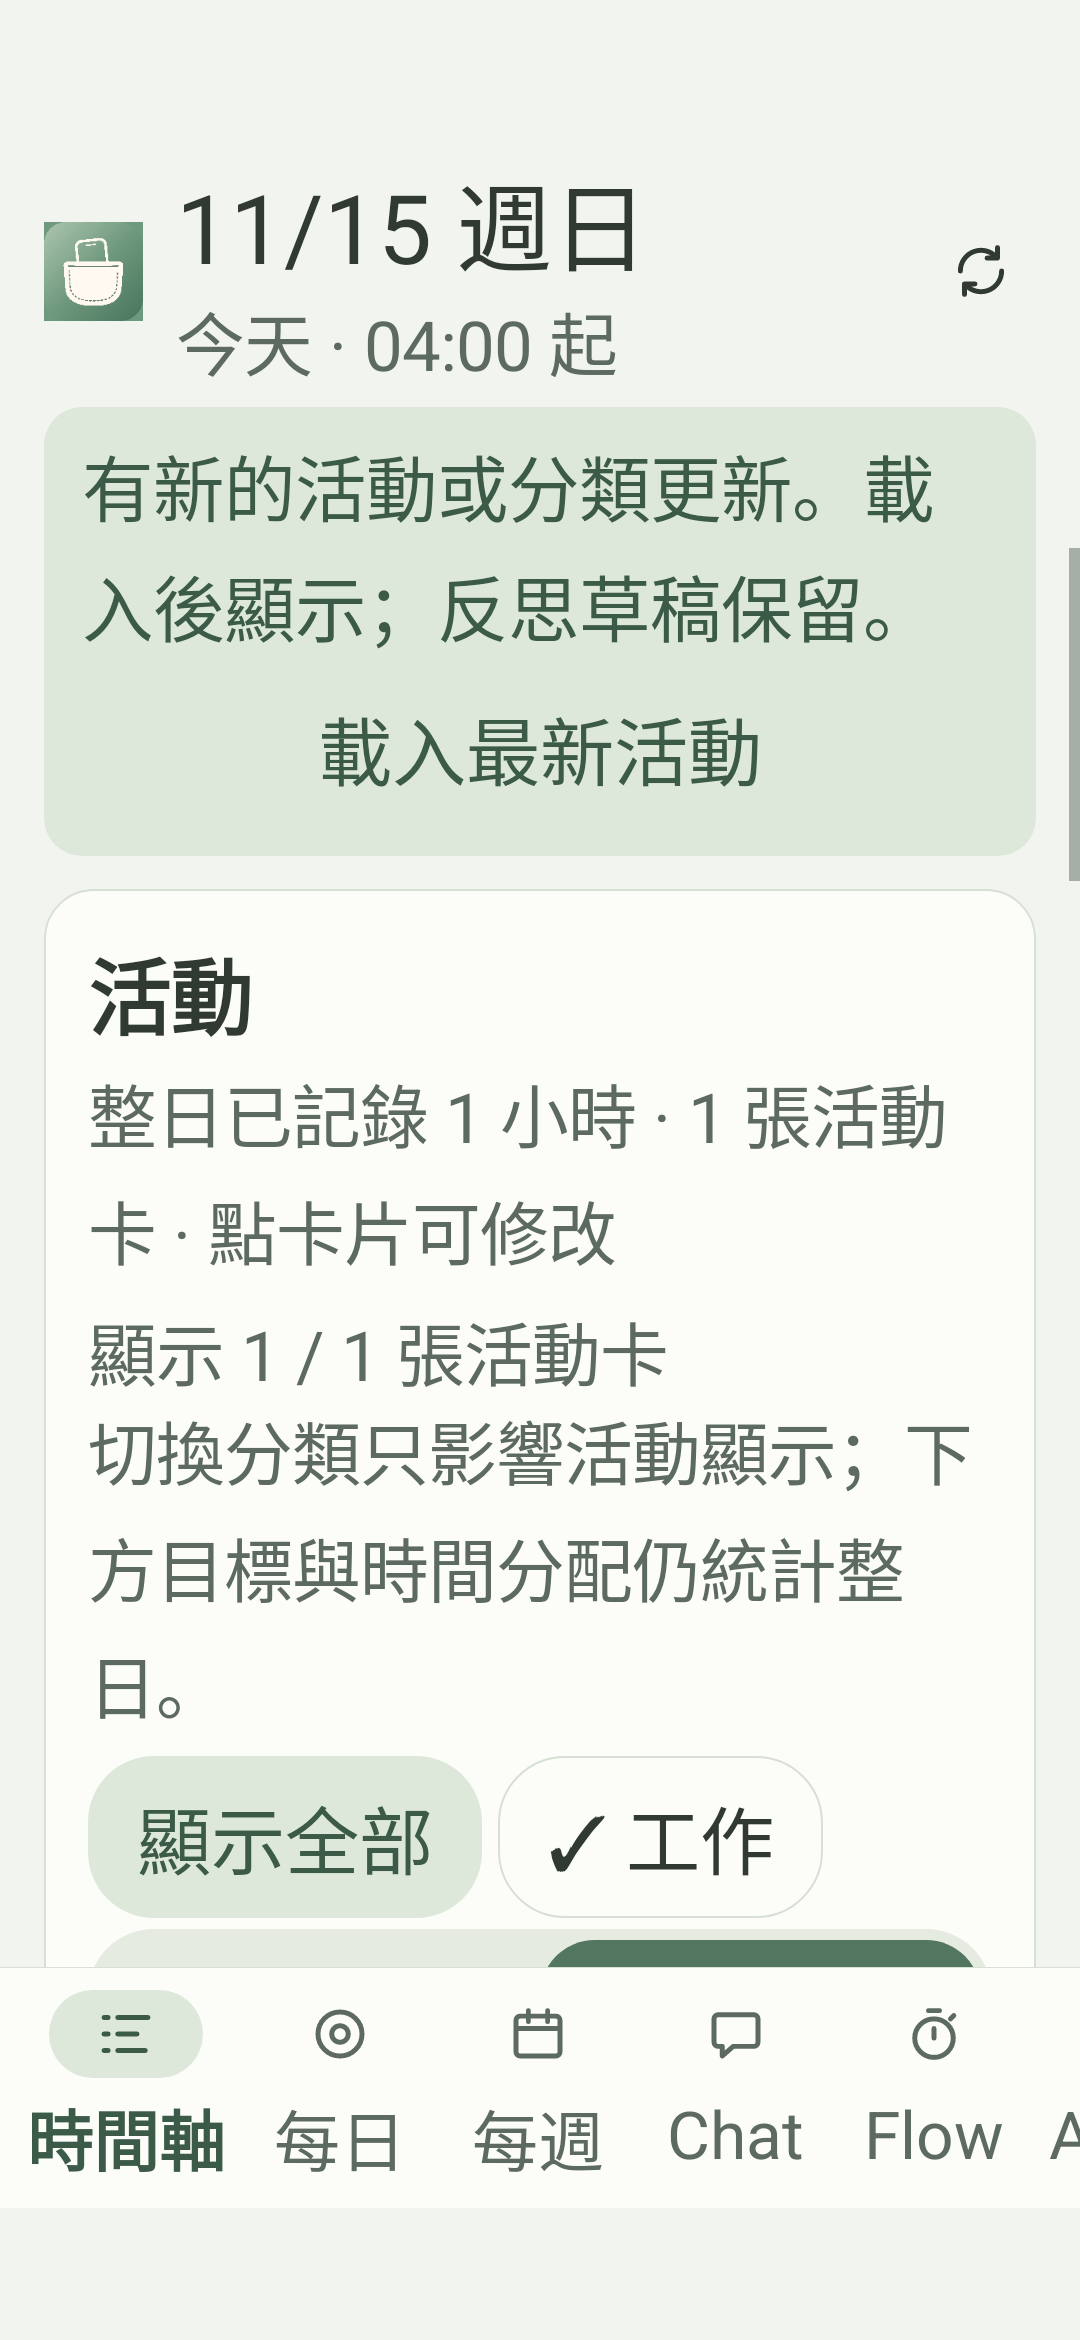 11/15 週日
今天 · 04:00 起
有新的活動或分類更新。載
入後顯示；反思草稿保留。
載入最新活動
活動
整日已記錄 1 小時 · 1 張活動
卡 · 點卡片可修改
顯示 1 / 1 張活動卡
切換分類只影響活動顯示；下
方目標與時間分配仍統計整
日。
顯示全部
✓ 工作
時間軸
每日
每週
Chat
Flow